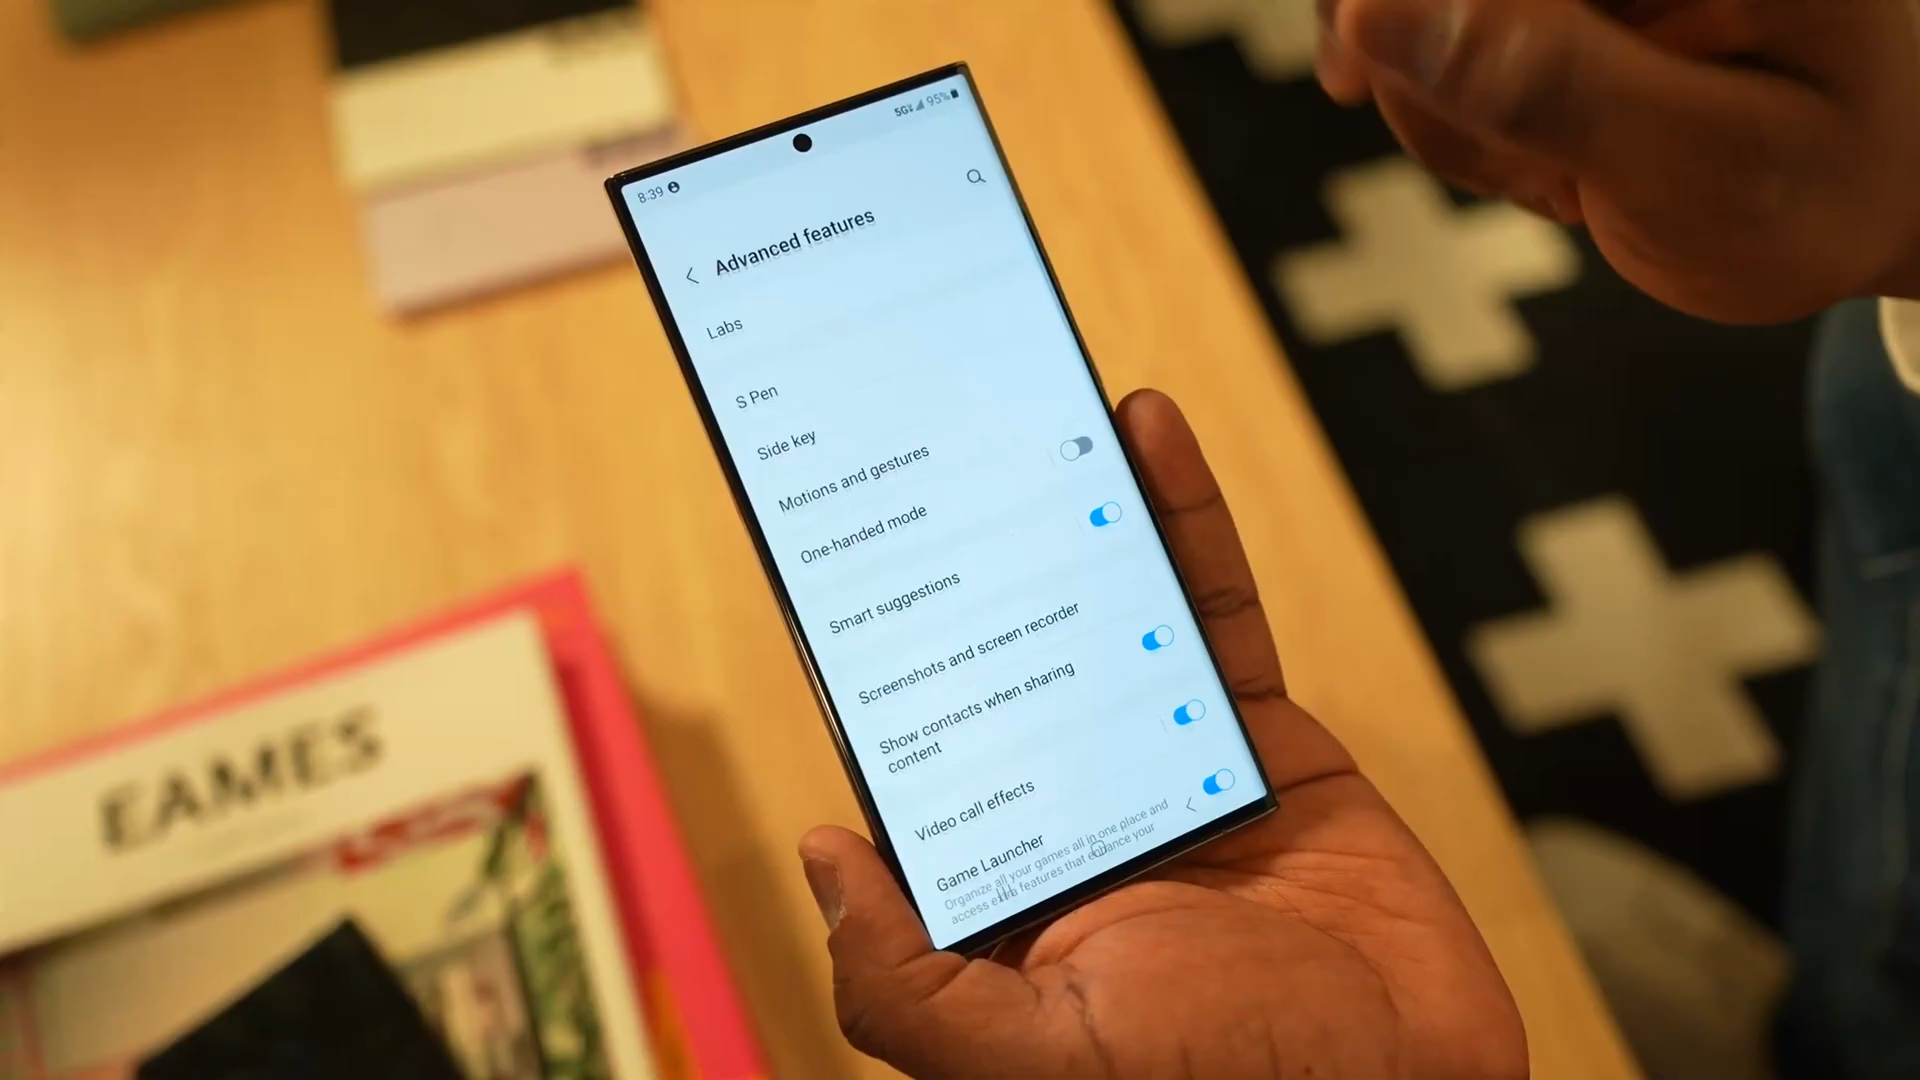 8:39
5G 95%
Advanced features
Labs
S Pen
Side key
Motions and gestures
One-handed mode
Smart suggestions
Screenshots and screen recorder
Show contacts when sharing
content
Video call effects
Game Launcher
Organize all your games all in one place and
access extra features that enhance your
EAMES